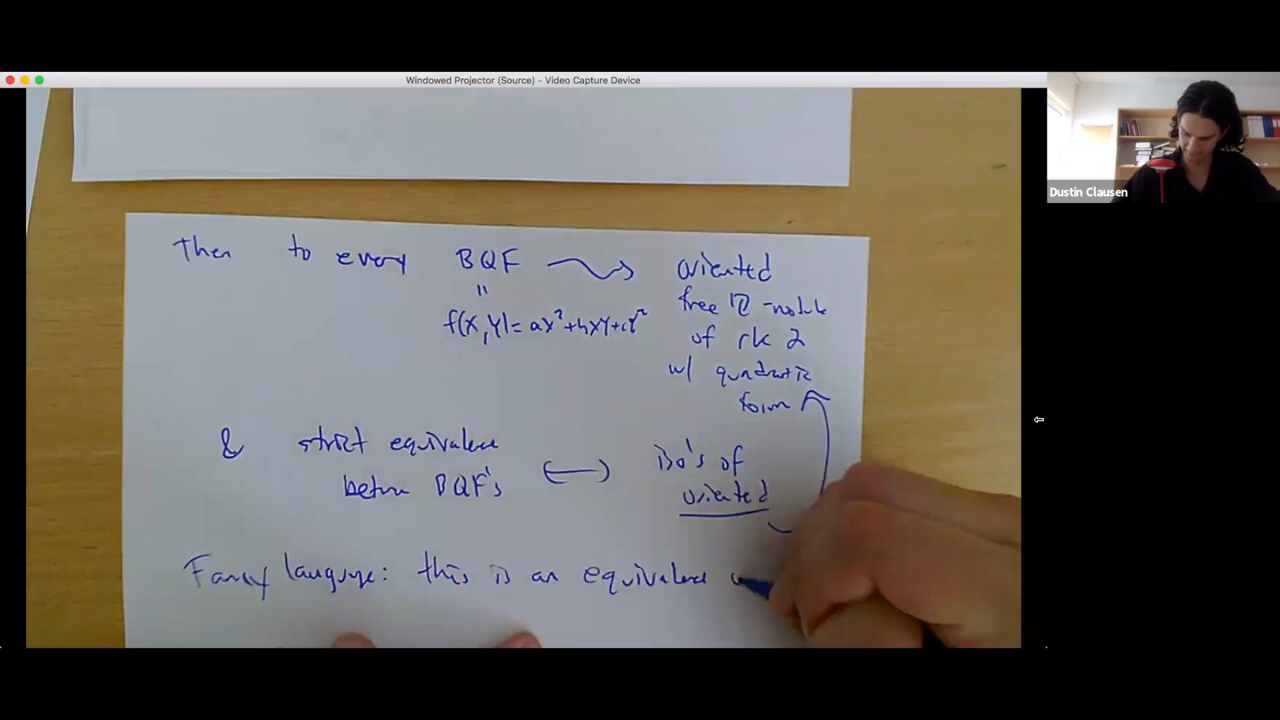 Windowed Projector (Source) - Video Capture Device
Dustin Clausen
Then to every BQF ⇝ oriented
"
f(X,Y) = aX²+bXY+cY²
free ℤ-module
of rk 2
w/ quadratic
form
& strict equivalence
between BQF's
⟷
iso's of
oriented
Fancy language: this is an equivalence